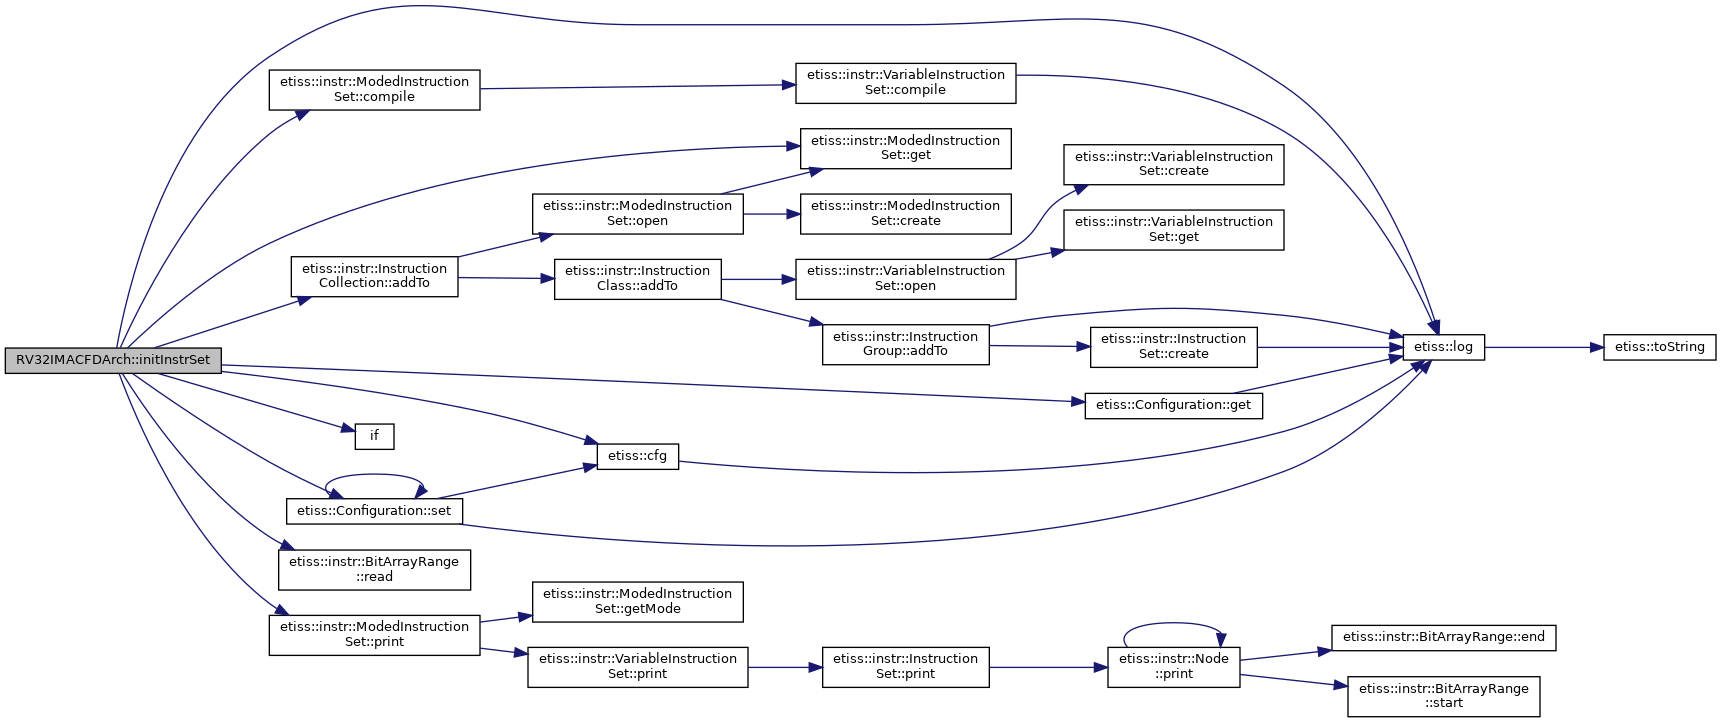 RV32IMACFDArch::initInstrSet
etiss::instr::ModedInstruction
Set::compile
etiss::instr::VariableInstruction
Set::compile
etiss::instr::ModedInstruction
Set::get
etiss::instr::VariableInstruction
Set::create
etiss::instr::ModedInstruction
Set::open
etiss::instr::ModedInstruction
Set::create
etiss::instr::VariableInstruction
Set::get
etiss::instr::Instruction
Collection::addTo
etiss::instr::Instruction
Class::addTo
etiss::instr::VariableInstruction
Set::open
etiss::instr::Instruction
Group::addTo
etiss::instr::Instruction
Set::create
etiss::log
etiss::toString
etiss::Configuration::get
if
etiss::cfg
etiss::Configuration::set
etiss::instr::BitArrayRange
::read
etiss::instr::ModedInstruction
Set::print
etiss::instr::ModedInstruction
Set::getMode
etiss::instr::VariableInstruction
Set::print
etiss::instr::Instruction
Set::print
etiss::instr::Node
::print
etiss::instr::BitArrayRange::end
etiss::instr::BitArrayRange
::start